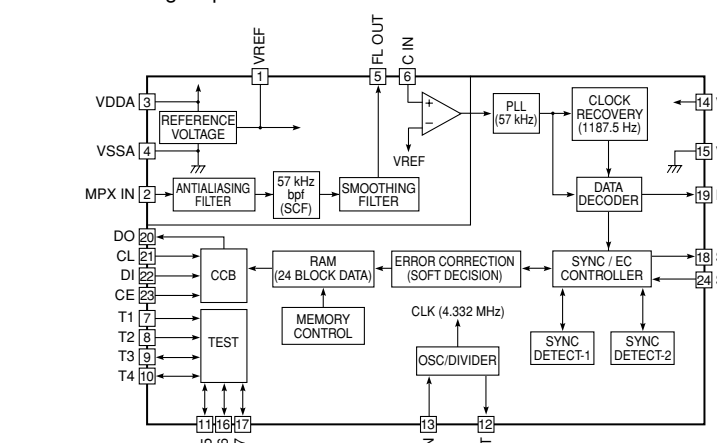 VREF
FL OUT
C IN
1
5
6
VDDA 3
REFERENCE
VOLTAGE
VSSA 4
+
−
VREF
PLL
(57 kHz)
CLOCK
RECOVERY
(1187.5 Hz)
14
15
MPX IN 2
ANTIALIASING
FILTER
57 kHz
bpf
(SCF)
SMOOTHING
FILTER
DATA
DECODER
19
DO 20
CL 21
DI 22
CE 23
CCB
RAM
(24 BLOCK DATA)
ERROR CORRECTION
(SOFT DECISION)
SYNC / EC
CONTROLLER
18
24
MEMORY
CONTROL
CLK (4.332 MHz)
T1 7
T2 8
T3 9
T4 10
TEST
OSC/DIVIDER
SYNC
DETECT-1
SYNC
DETECT-2
11
16
17
13
12